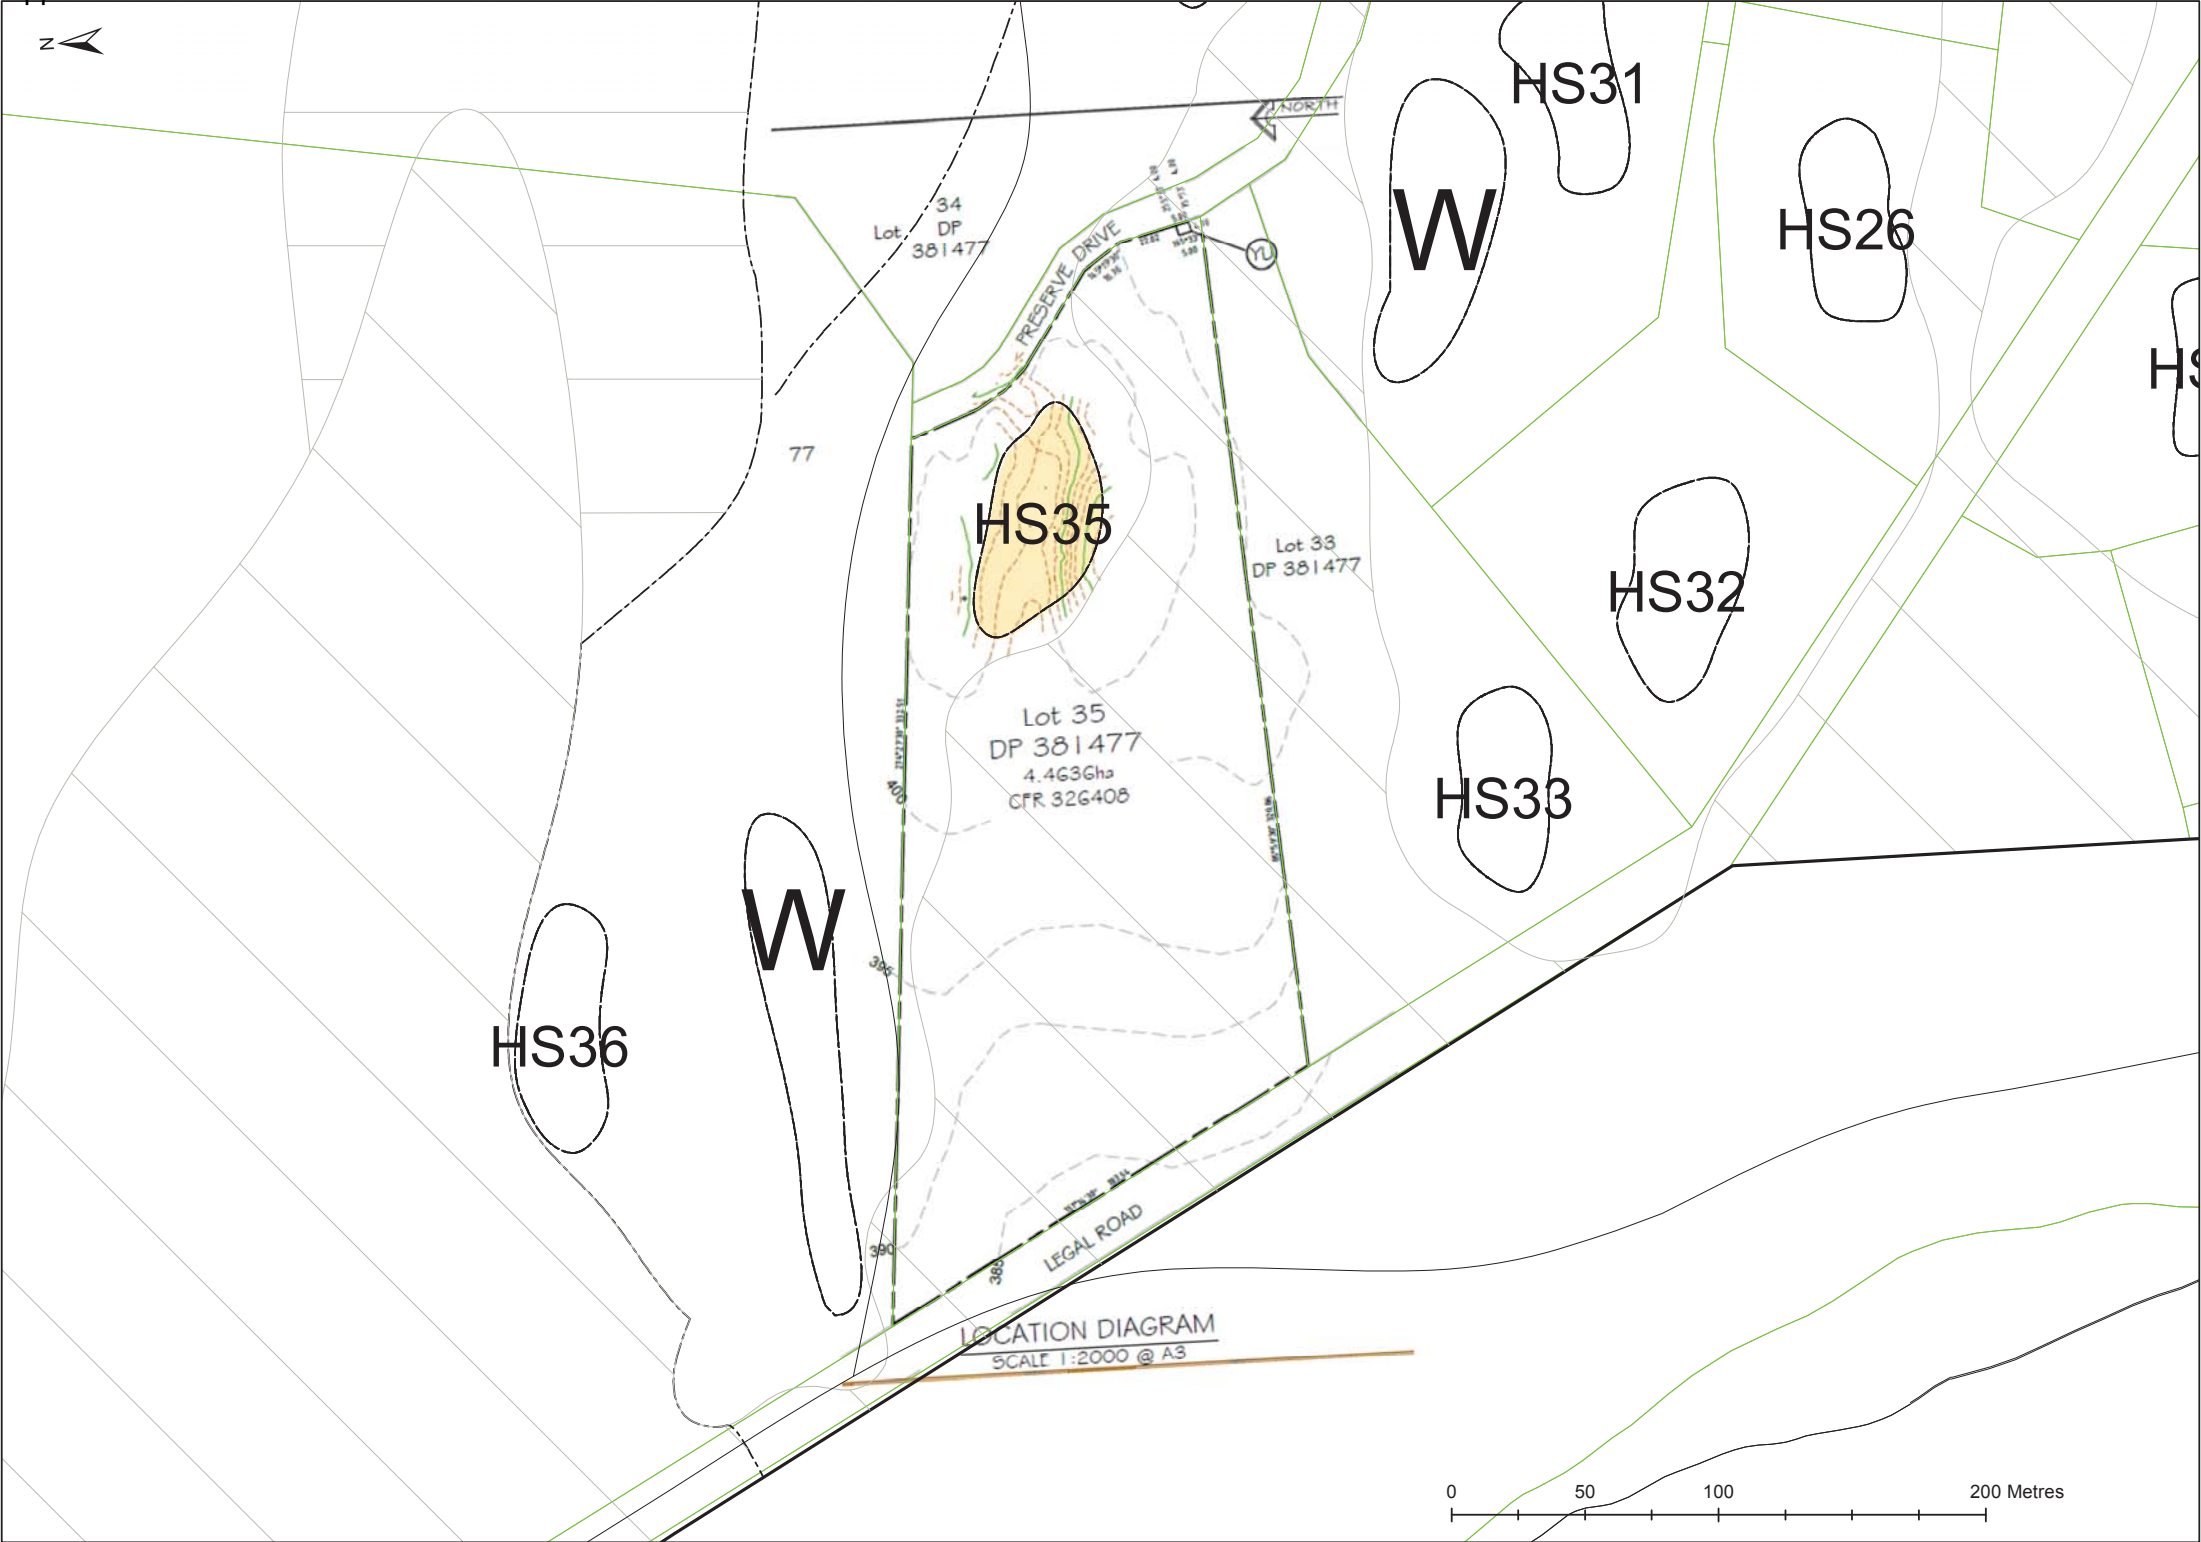 N
NORTH
HS31
W
HS26
34
Lot DP
381477
PRESERVE DRIVE
77
HS35
Lot 33
DP 381477
HS32
Lot 35
DP 381477
4.4636ha
CFR 326408
400
HS33
W
395
HS36
390
385
LEGAL ROAD
LOCATION DIAGRAM
SCALE 1:2000 @ A3
0 50 100 200 Metres